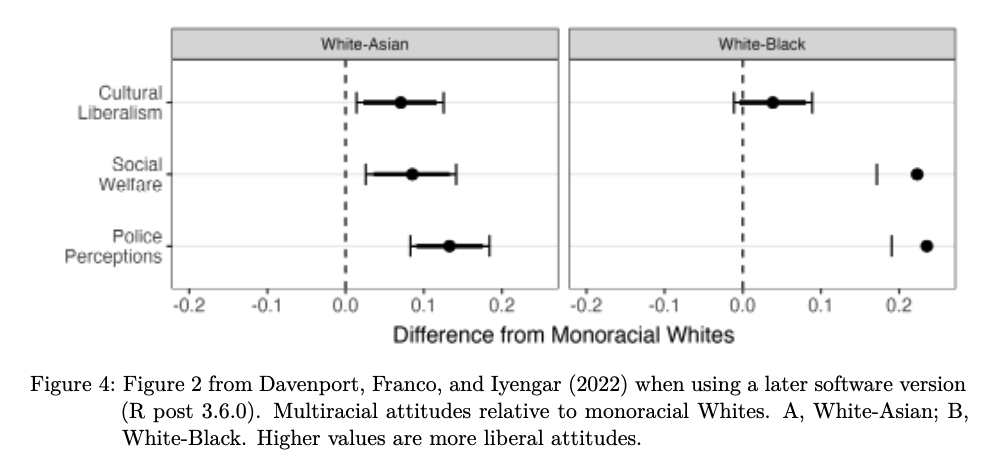 White-Asian
White-Black
Cultural
Liberalism
Social
Welfare
Police
Perceptions
-0.2 -0.1 0.0 0.1 0.2
-0.2 -0.1 0.0 0.1 0.2
Difference from Monoracial Whites
Figure 4: Figure 2 from Davenport, Franco, and Iyengar (2022) when using a later software version
(R post 3.6.0). Multiracial attitudes relative to monoracial Whites. A, White-Asian; B,
White-Black. Higher values are more liberal attitudes.